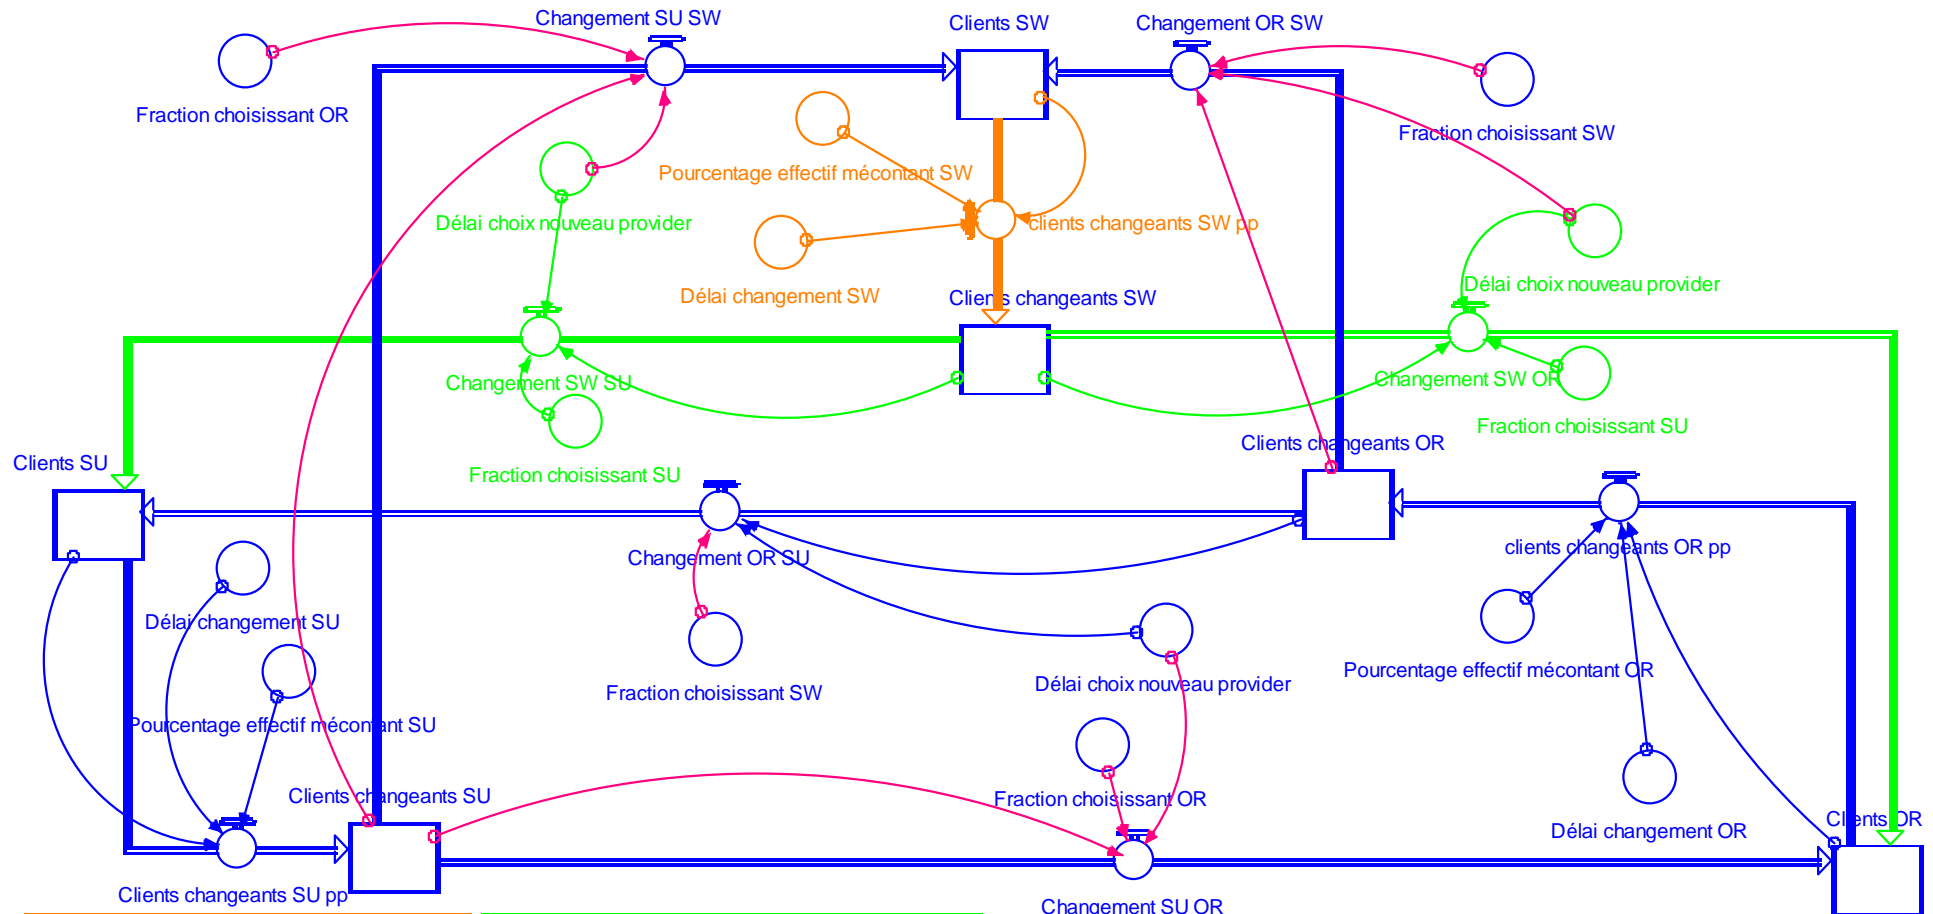 Changement SU SW
Clients SW
Changement OR SW
Fraction choisissant OR
Fraction choisissant SW
Pourcentage effectif mécontant SW
Délai choix nouveau provider
clients changeants SW pp
Délai changement SW
Clients changeants SW
Délai choix nouveau provider
Changement SW SU
Changement SW OR
Fraction choisissant SU
Fraction choisissant SU
Clients changeants OR
Clients SU
Changement OR SU
clients changeants OR pp
Délai changement SU
Fraction choisissant SW
Délai choix nouveau provider
Pourcentage effectif mécontant OR
Pourcentage effectif mécontant SU
Clients changeants SU
Fraction choisissant OR
Délai changement OR
Clients OR
Clients changeants SU pp
Changement SU OR